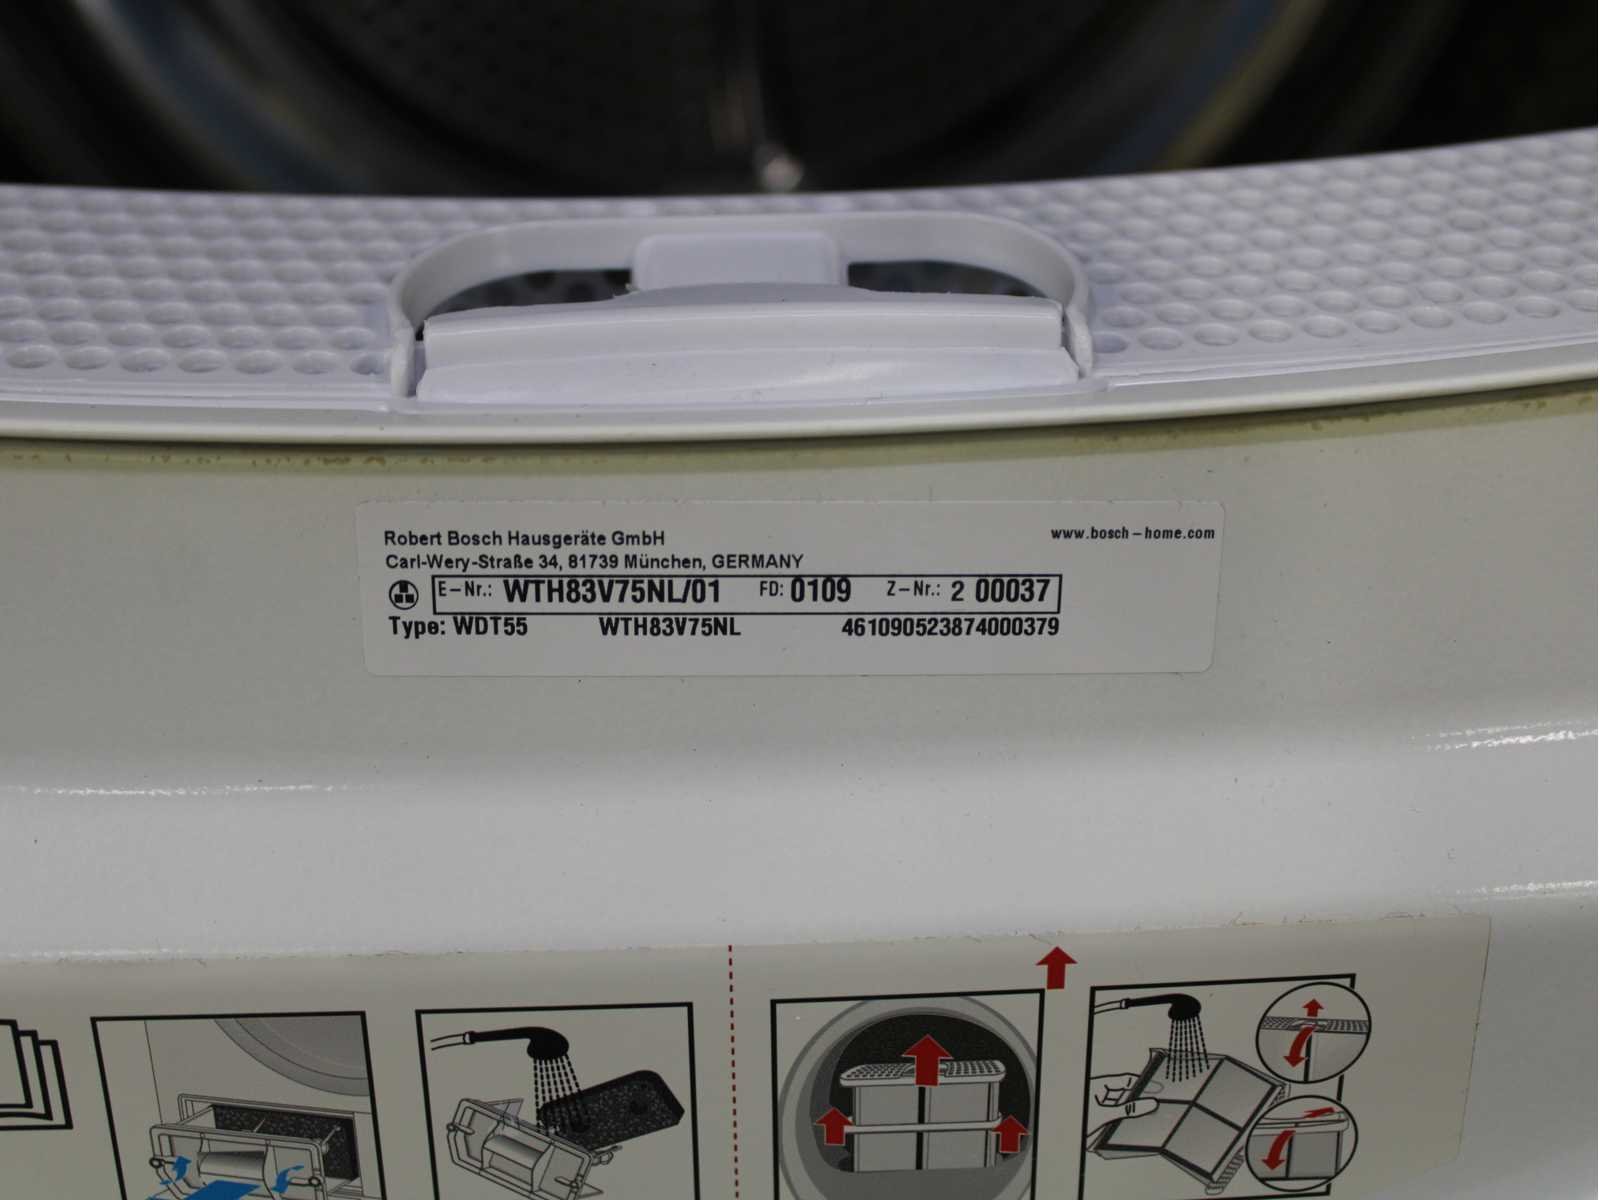 Robert Bosch Hausgeräte GmbH
www.bosch-home.com
Carl-Wery-Straße 34, 81739 München, GERMANY
E-Nr.: WTH83V75NL/01 FD: 0109 Z-Nr.: 2 00037
Type: WDT55 WTH83V75NL 461090523874000379